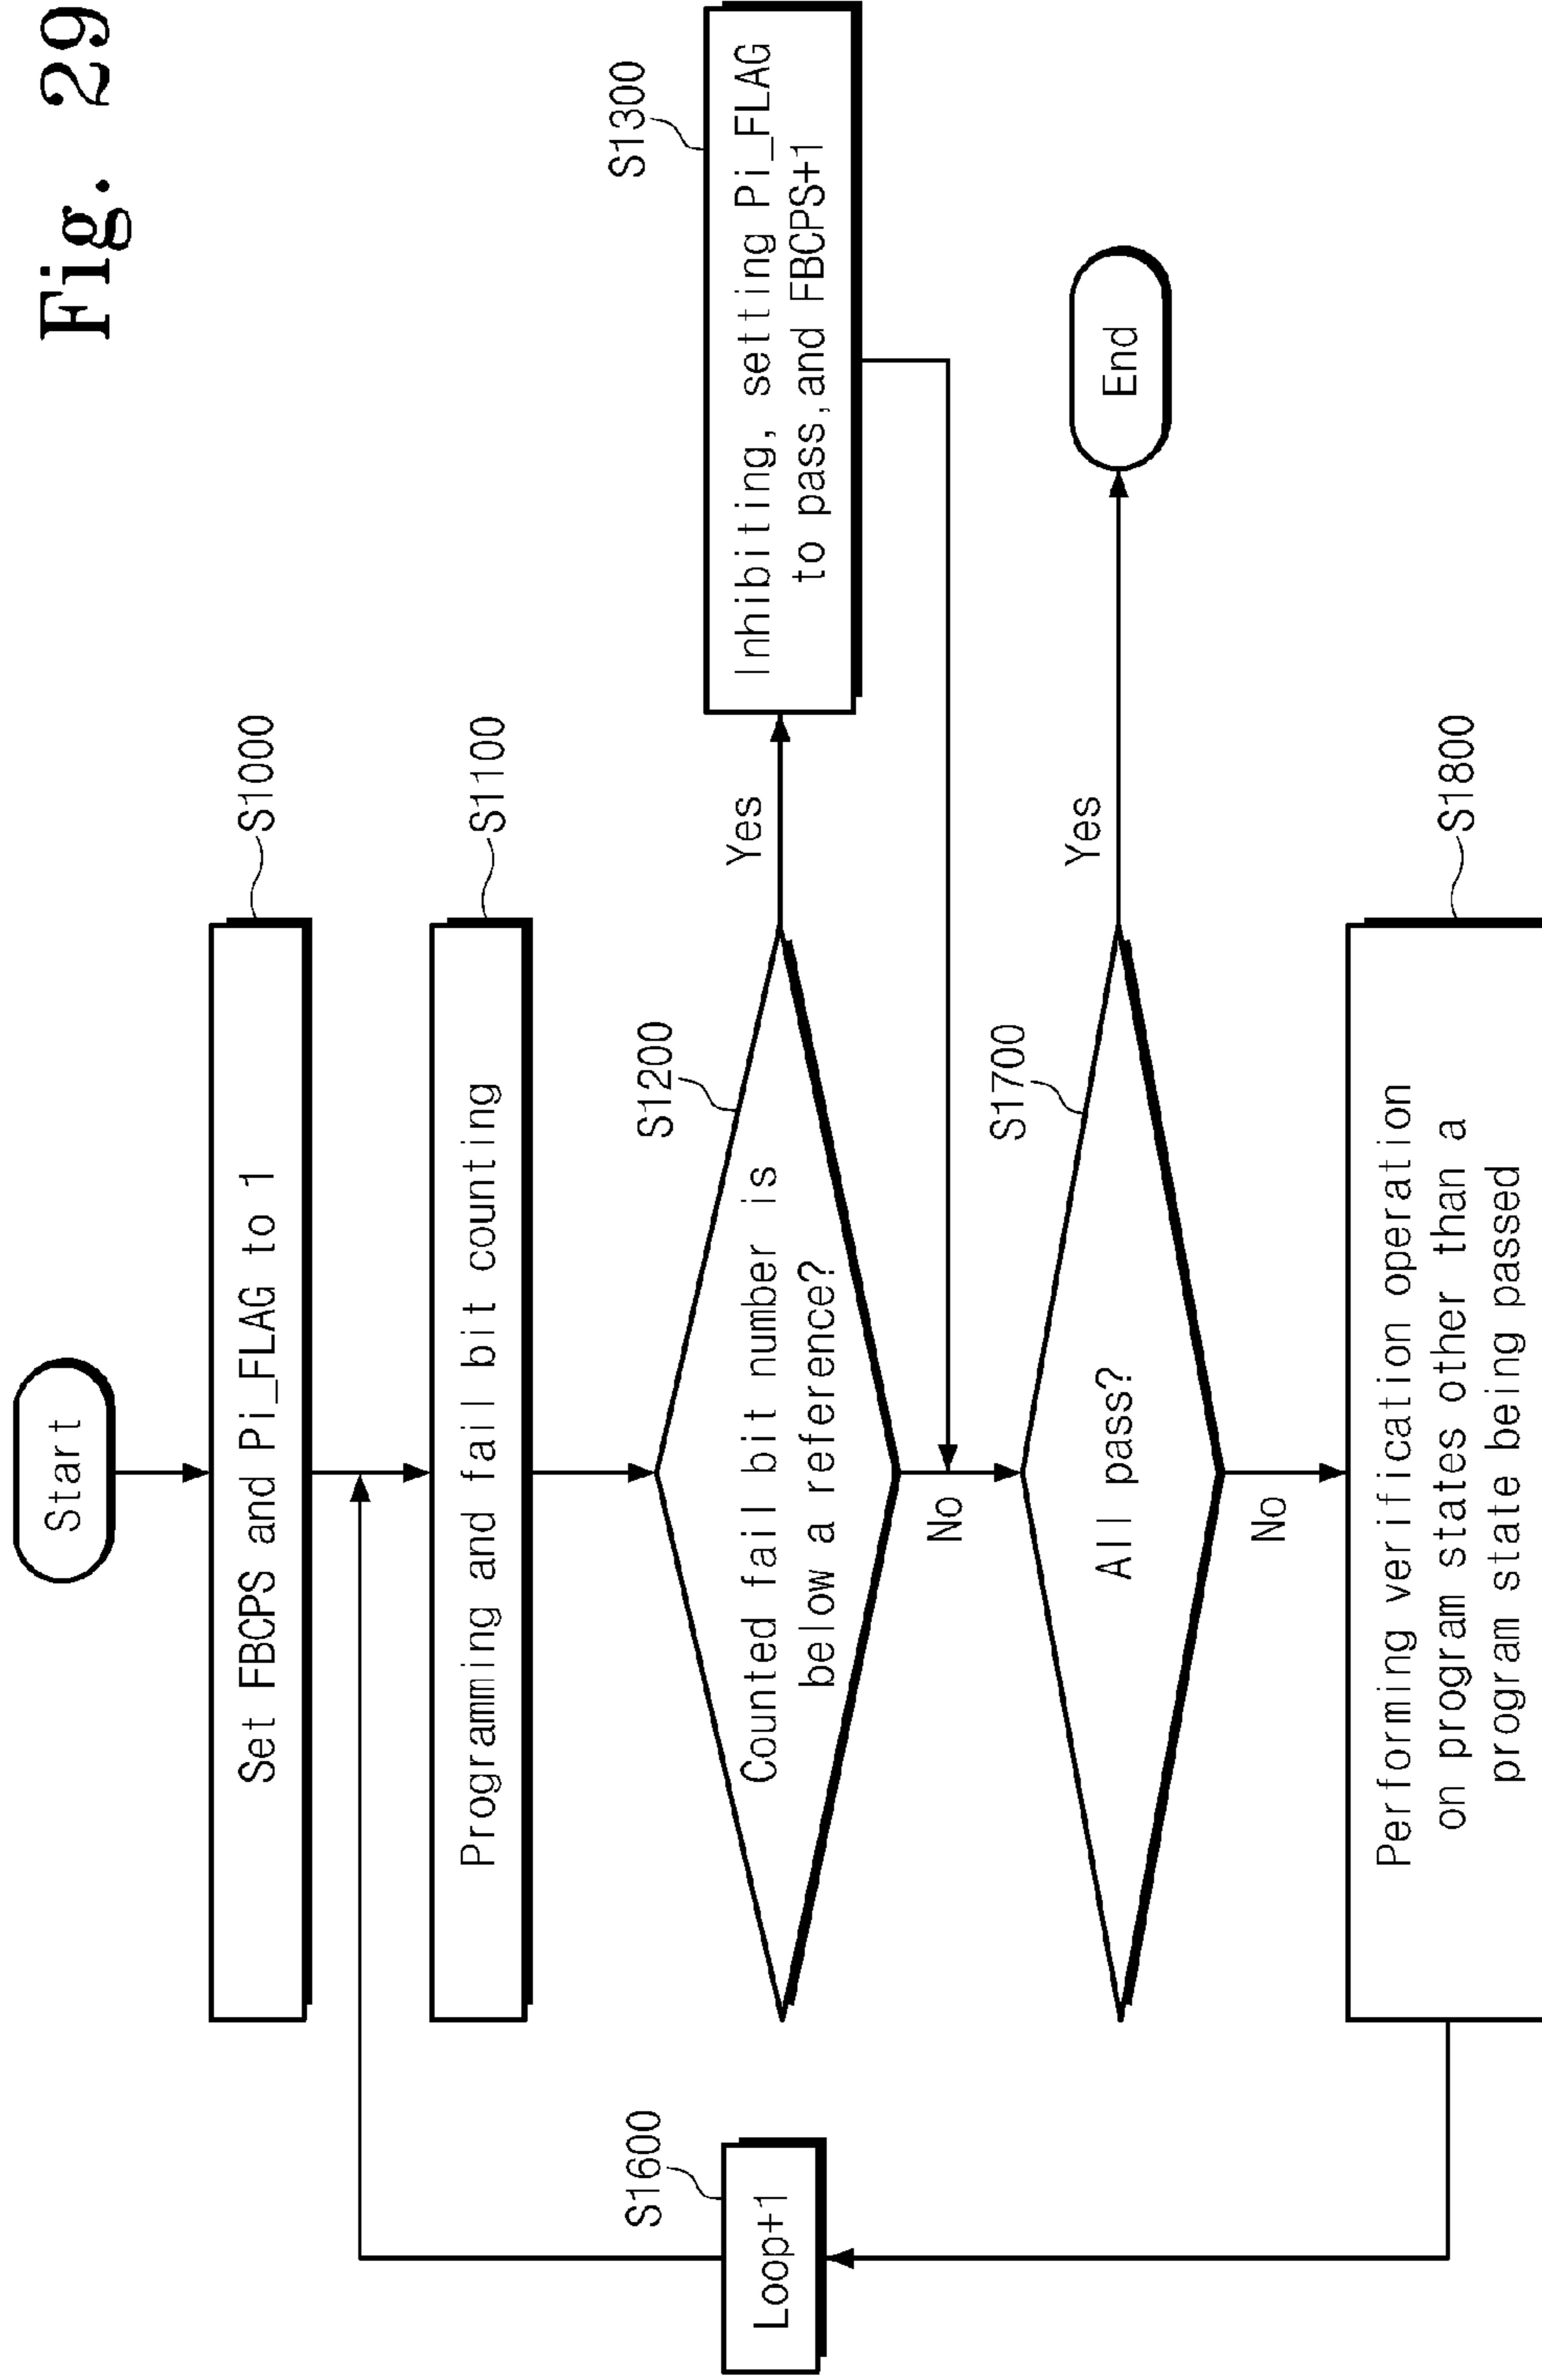 Fig. 29
Start
Set FBCPS and Pi_FLAG to 1
S1000
Programming and fail bit counting
S1100
Counted fail bit number is
below a reference?
S1200
Yes
Inhibiting, setting Pi_FLAG
to pass,and FBCPS+1
S1300
No
All pass?
S1700
Yes
End
No
Performing verification operation
on program states other than a
program state being passed
S1800
Loop+1
S1600